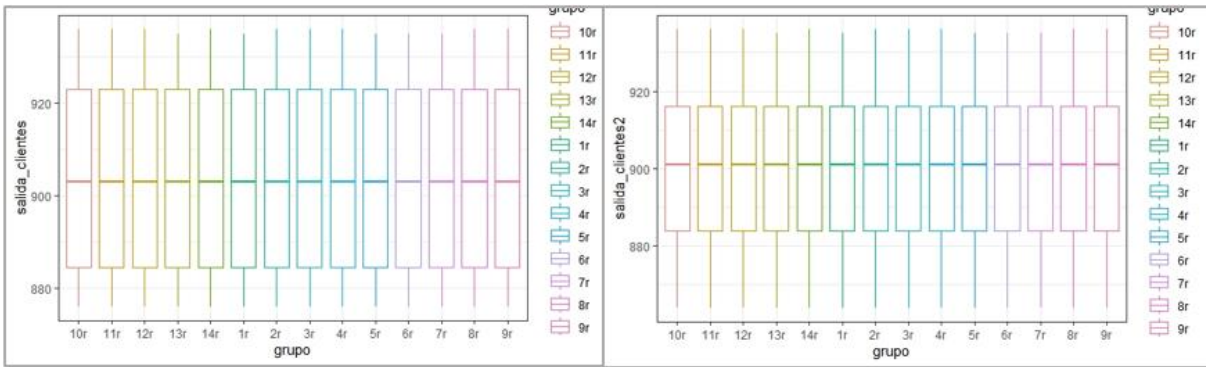 salida_clientes
920
900
880
10r 11r 12r 13r 14r 1r 2r 3r 4r 5r 6r 7r 8r 9r
grupo
grupo
10r
11r
12r
13r
14r
1r
2r
3r
4r
5r
6r
7r
8r
9r
salida_clientes2
920
900
880
10r 11r 12r 13r 14r 1r 2r 3r 4r 5r 6r 7r 8r 9r
grupo
grupo
10r
11r
12r
13r
14r
1r
2r
3r
4r
5r
6r
7r
8r
9r